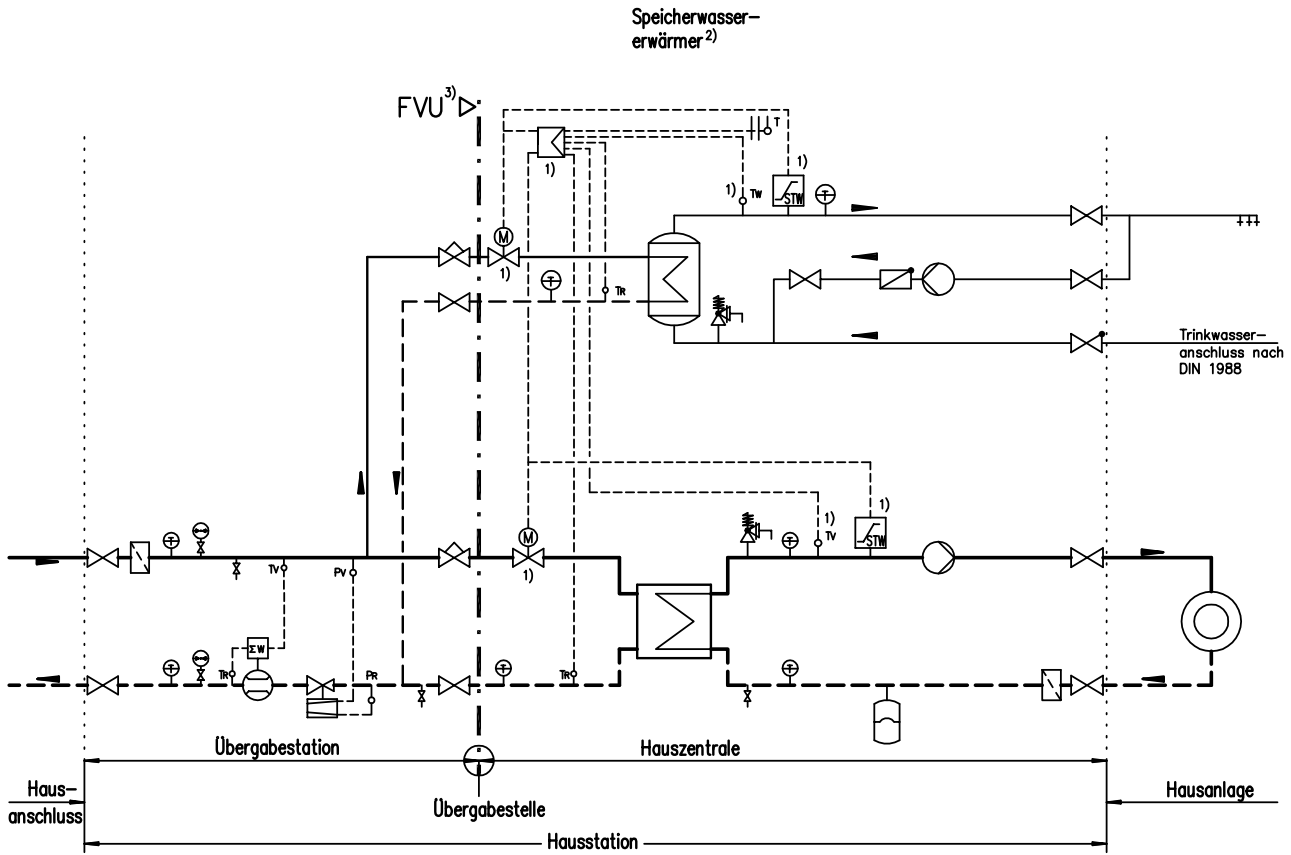 Speicherwasser-
erwärmer 2)
FVU 3)
T
1)
1)
1) TW
STW
T
M
1)
T
TR
Trinkwasser-
anschluss nach
DIN 1988
1)
1)
TV
STW
M
1)
T
T
TV
PV
ΣW
TR
T
PR
T
TR
T
Übergabestation
Hauszentrale
Haus-
anschluss
Übergabestelle
Hausanlage
Hausstation